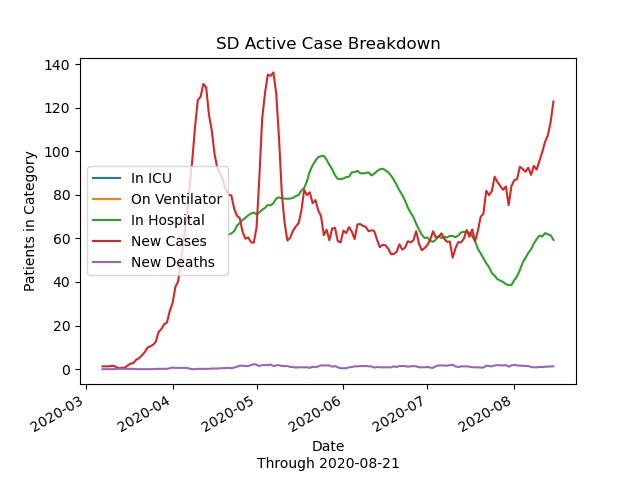 SD Active Case Breakdown
Patients in Category
140
120
100
80
60
40
20
0
In ICU
On Ventilator
In Hospital
New Cases
New Deaths
2020-03
2020-04
2020-05
2020-06
2020-07
2020-08
Date
Through 2020-08-21